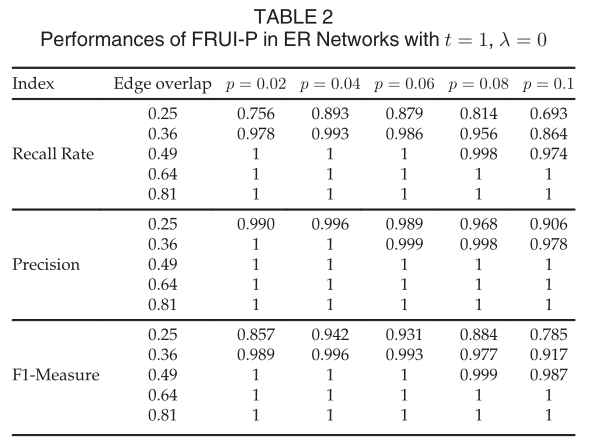 TABLE 2
Performances of FRUI-P in ER Networks with t = 1, λ = 0
Index Edge overlap p = 0.02 p = 0.04 p = 0.06 p = 0.08 p = 0.1
0.25 0.756 0.893 0.879 0.814 0.693
0.36 0.978 0.993 0.986 0.956 0.864
Recall Rate 0.49 1 1 1 0.998 0.974
0.64 1 1 1 1 1
0.81 1 1 1 1 1
0.25 0.990 0.996 0.989 0.968 0.906
0.36 1 1 0.999 0.998 0.978
Precision 0.49 1 1 1 1 1
0.64 1 1 1 1 1
0.81 1 1 1 1 1
0.25 0.857 0.942 0.931 0.884 0.785
0.36 0.989 0.996 0.993 0.977 0.917
F1-Measure 0.49 1 1 1 0.999 0.987
0.64 1 1 1 1 1
0.81 1 1 1 1 1